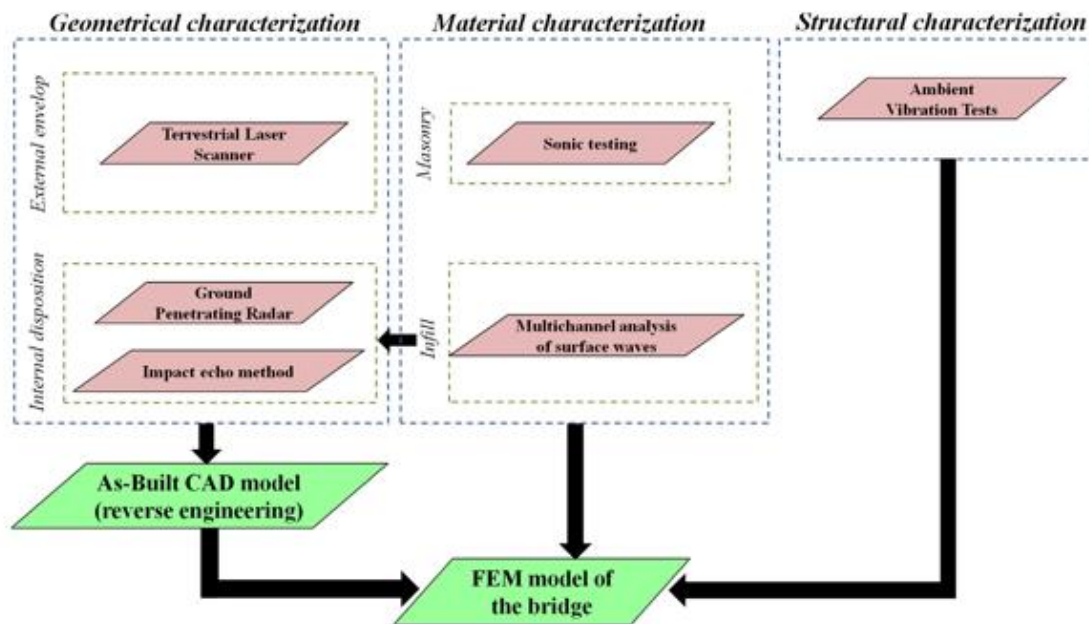 Geometrical characterization
Material characterization
Structural characterization
External envelop
Terrestrial Laser
Scanner
Masonry
Sonic testing
Ambient
Vibration Tests
Internal disposition
Ground
Penetrating Radar
Impact echo method
Infill
Multichannel analysis
of surface waves
As-Built CAD model
(reverse engineering)
FEM model of
the bridge